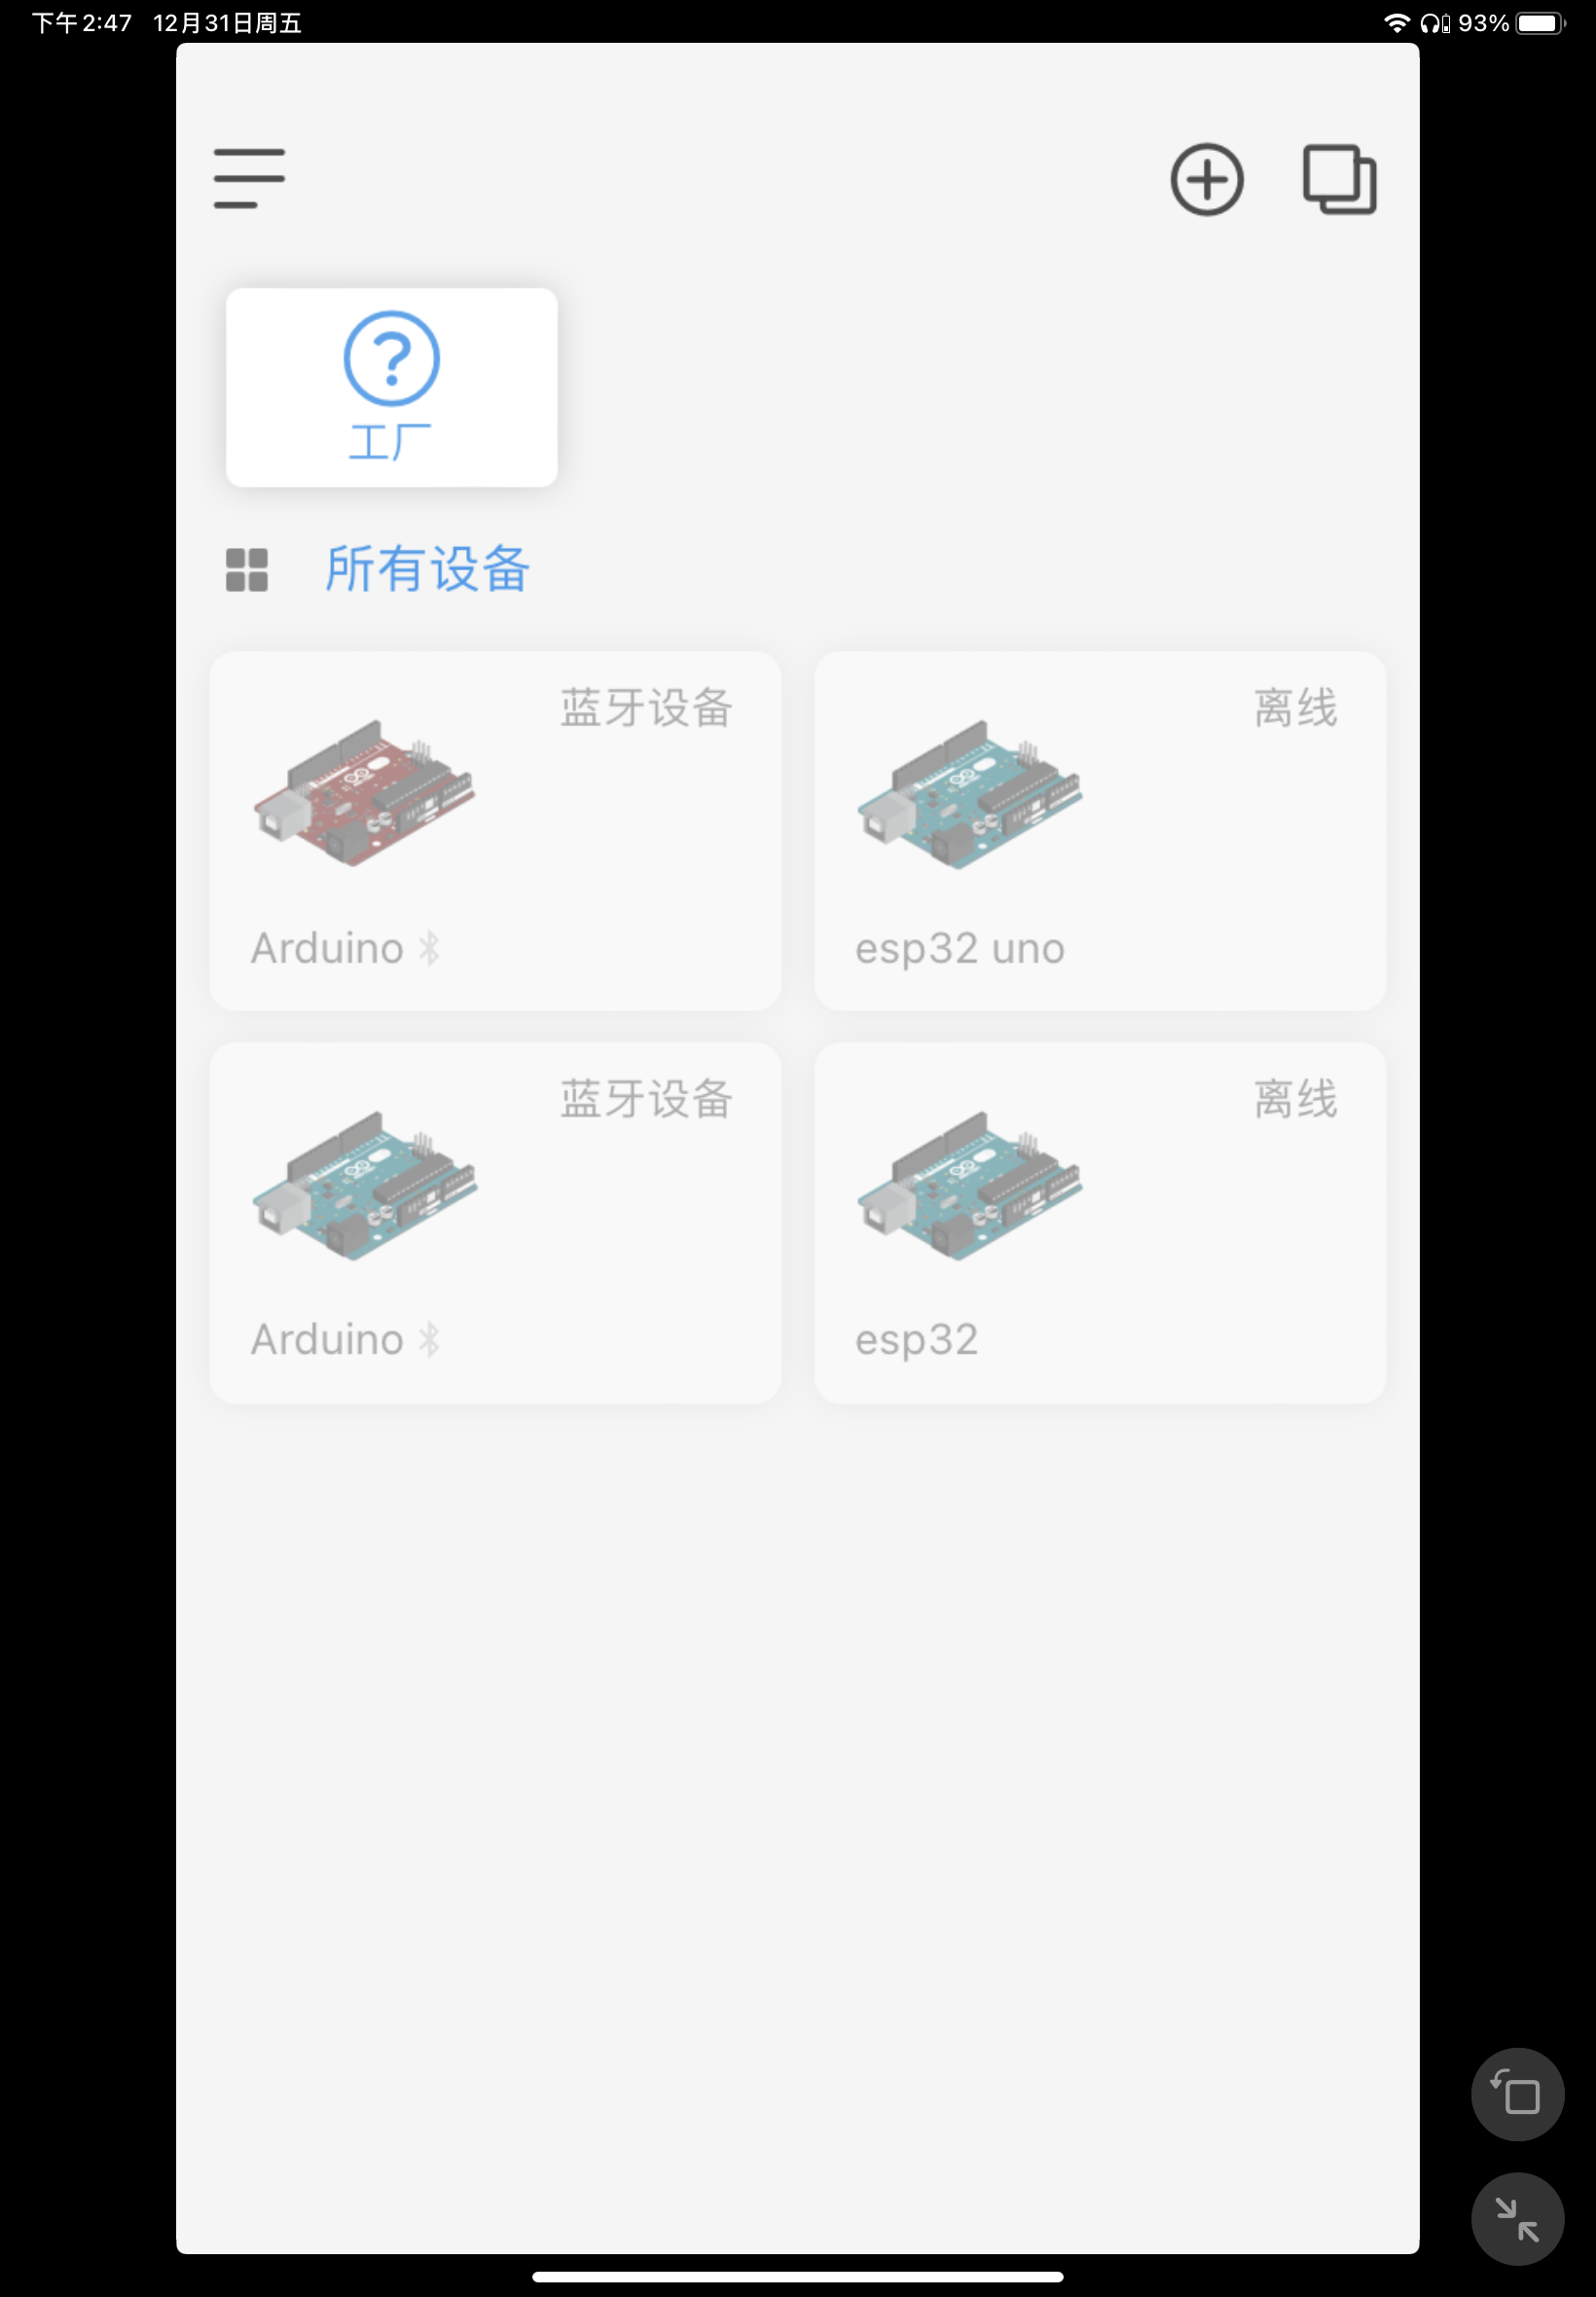 下午2:47 12月31日周五 93%
工厂
所有设备
蓝牙设备
Arduino
离线
esp32 uno
蓝牙设备
Arduino
离线
esp32